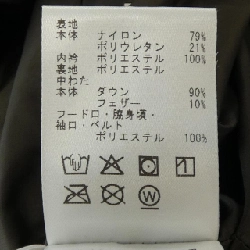 表地
本体 ナイロン 79%
ポリウレタン 21%
内衿 ポリエステル 100%
裏地 ポリエステル
中わた
本体 ダウン 90%
フェザー 10%
フードロ・脇身頃・
袖口・ベルト
ポリエステル 100%
1
W